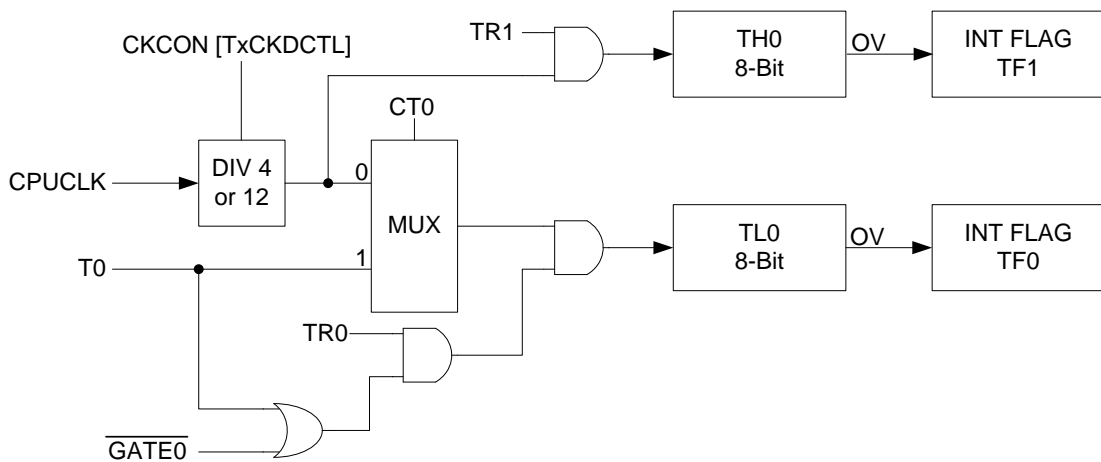 TR1
TH0
8-Bit
OV
INT FLAG
TF1
CKCON [TxCKDCTL]
CT0
CPUCLK
DIV 4
or 12
0
MUX
1
T0
TL0
8-Bit
OV
INT FLAG
TF0
TR0
GATE0